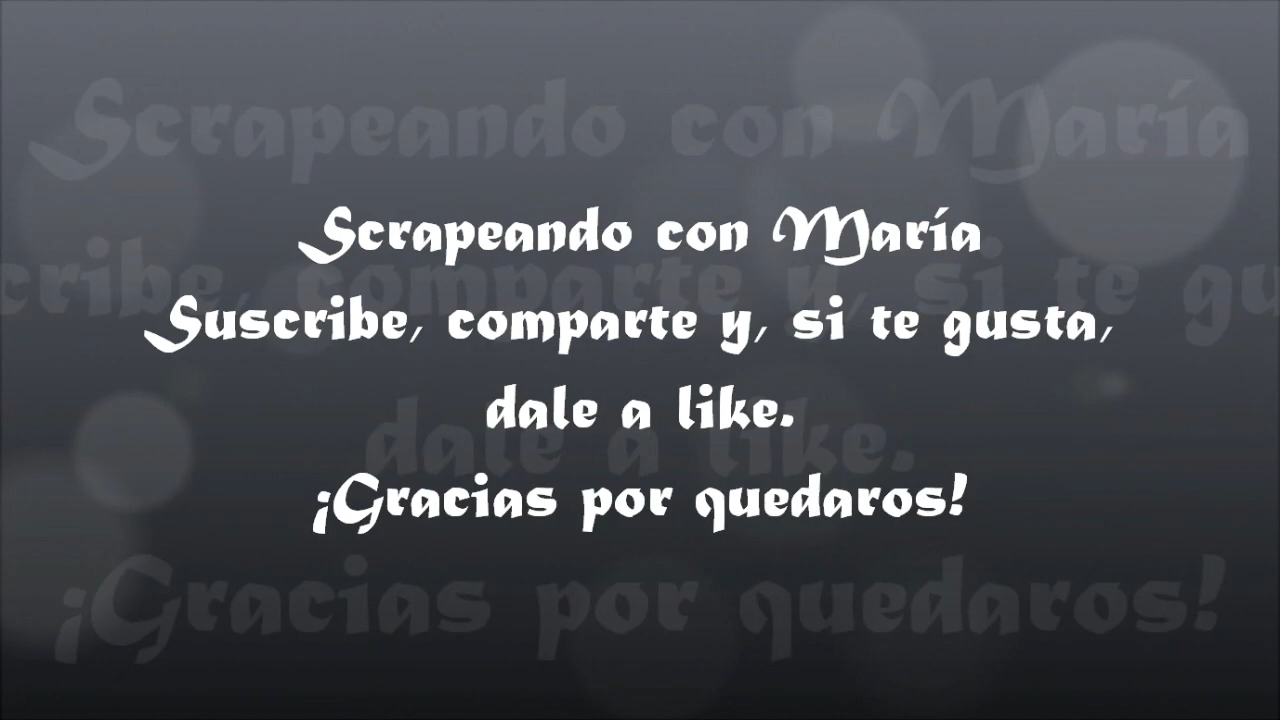 Scrapeando con María
Suscribe, comparte y, si te gusta,
dale a like.
¡Gracias por quedaros!